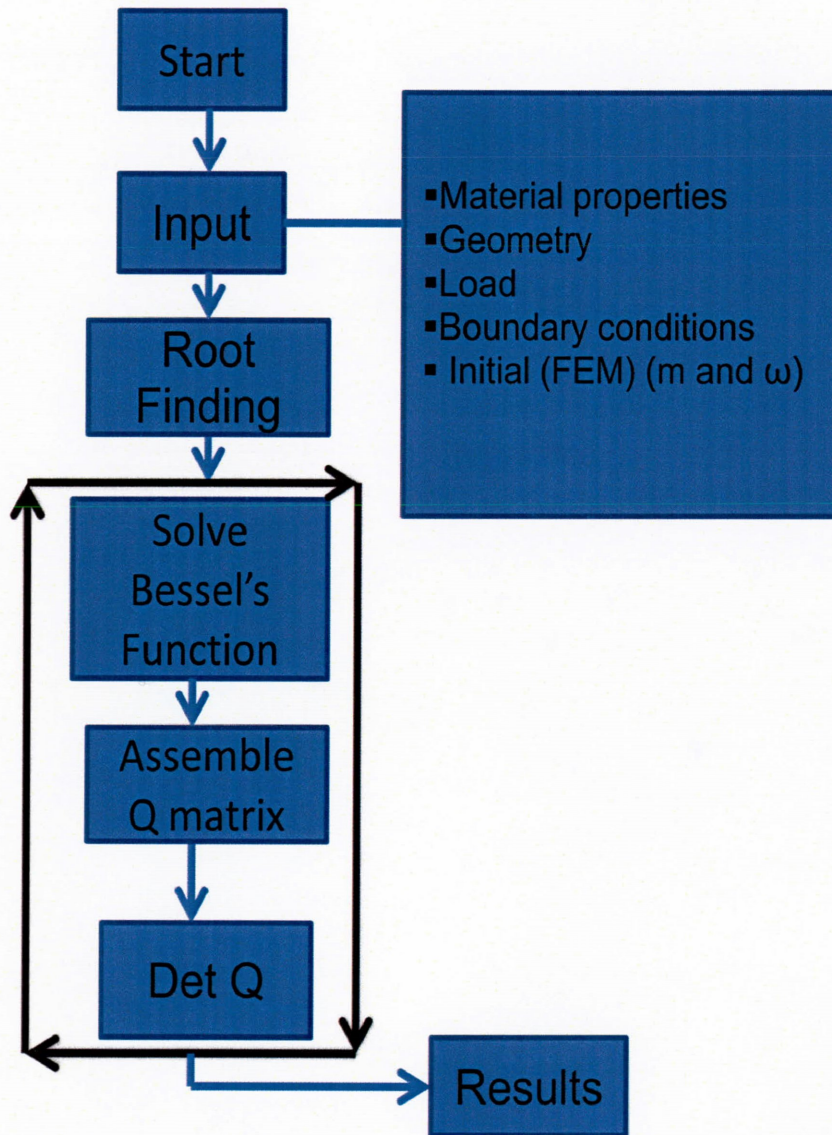 Start
Input
▪Material properties
▪Geometry
▪Load
▪Boundary conditions
▪ Initial (FEM) (m and ω)
Root
Finding
Solve
Bessel's
Function
Assemble
Q matrix
Det Q
Results